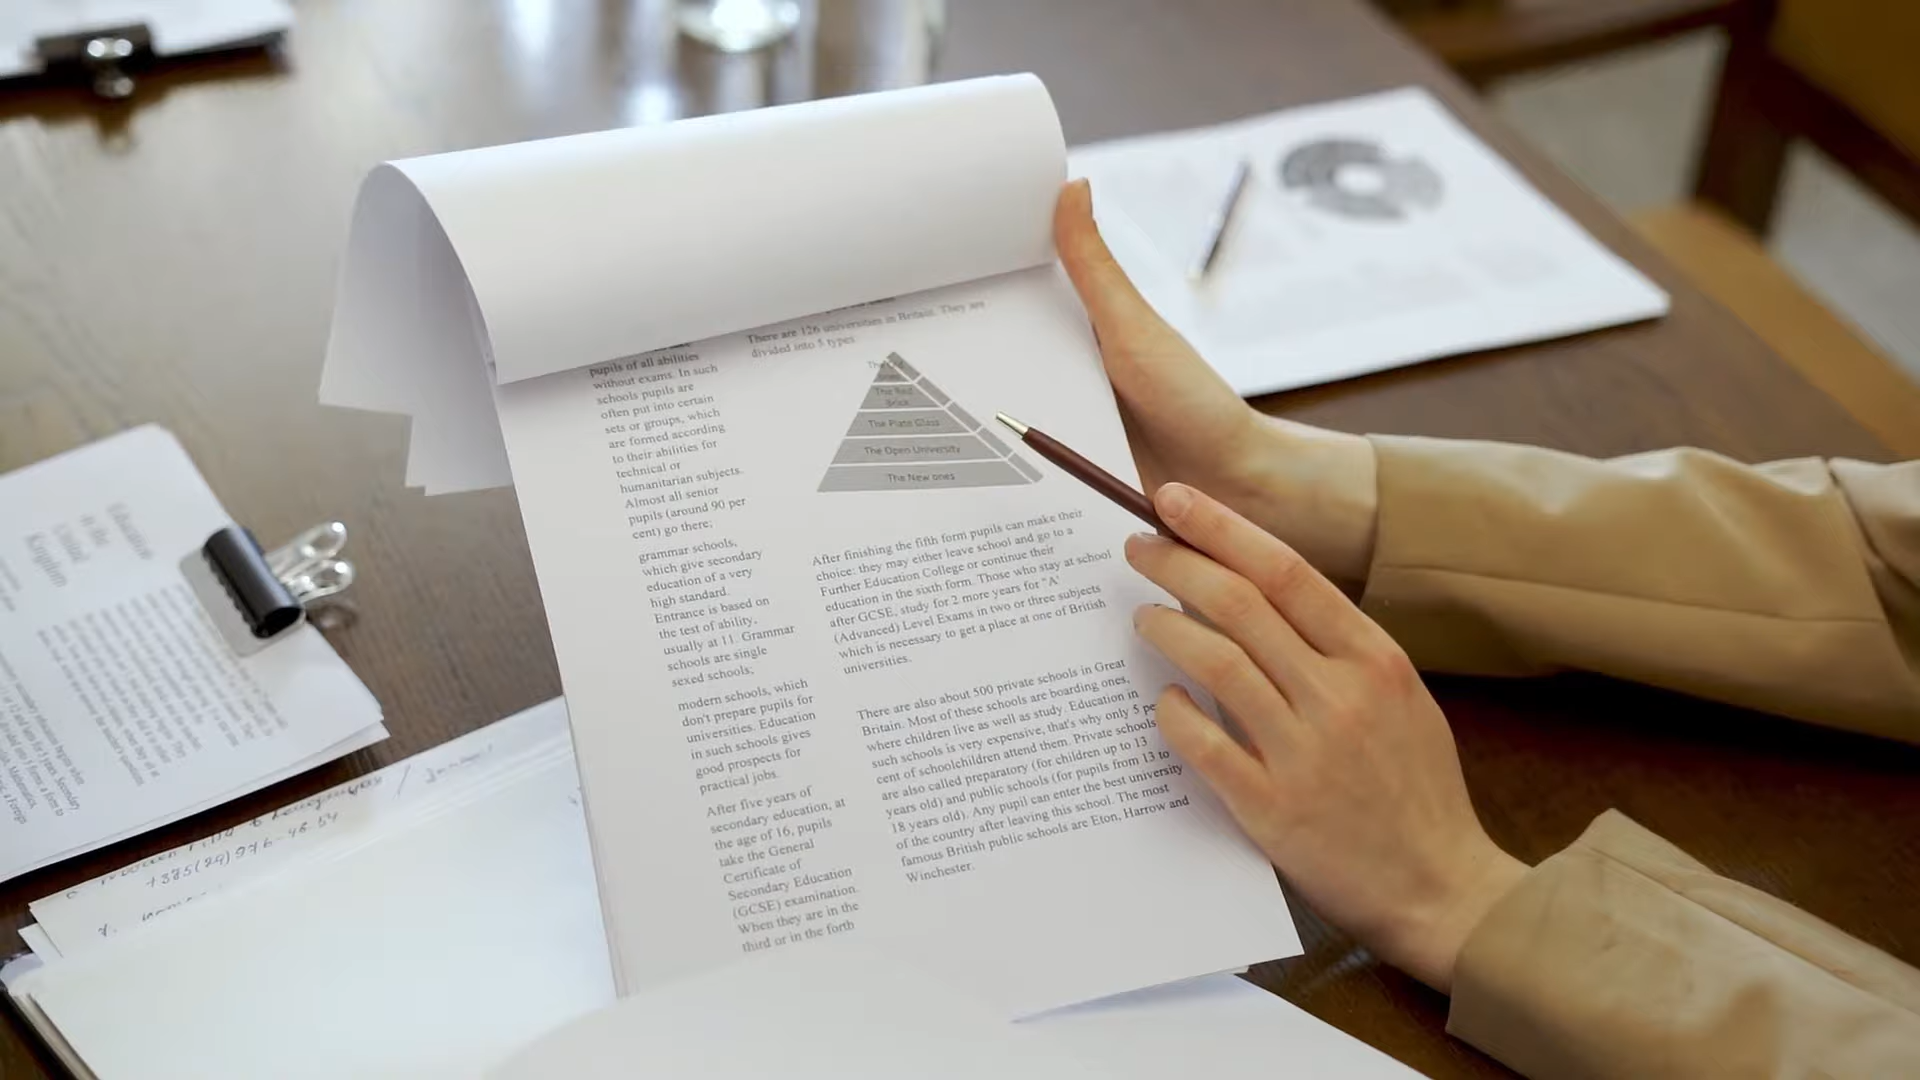 pupils of all abilities
without exams. In such
schools pupils are
often put into certain
sets or groups, which
are formed according
to their abilities for
technical or
humanitarian subjects.
Almost all senior
pupils (around 90 per
cent) go there;
grammar schools,
which give secondary
education of a very
high standard.
Entrance is based on
the test of ability,
usually at 11. Grammar
schools are single
sexed schools;
modern schools, which
don't prepare pupils for
universities. Education
in such schools gives
good prospects for
practical jobs.
After five years of
secondary education, at
the age of 16, pupils
take the General
Certificate of
Secondary Education
(GCSE) examination.
When they are in the
third or in the forth
There are 126 universities in Britain. They are
divided into 5 types
The Old
ones
The Red
Brick
The Plate Glass
The Open University
The New ones
After finishing the fifth form pupils can make their
choice: they may either leave school and go to a
Further Education College or continue their
education in the sixth form. Those who stay at school
after GCSE, study for 2 more years for "A'
(Advanced) Level Exams in two or three subjects
which is necessary to get a place at one of British
universities.
There are also about 500 private schools in Great
Britain. Most of these schools are boarding ones,
where children live as well as study. Education in
such schools is very expensive, that's why only 5 pe
cent of schoolchildren attend them. Private schools
are also called preparatory (for children up to 13
years old) and public schools (for pupils from 13 to
18 years old). Any pupil can enter the best university
of the country after leaving this school. The most
famous British public schools are Eton, Harrow and
Winchester.
Education
in the
United
Kingdom
+375(29) 976-46-54